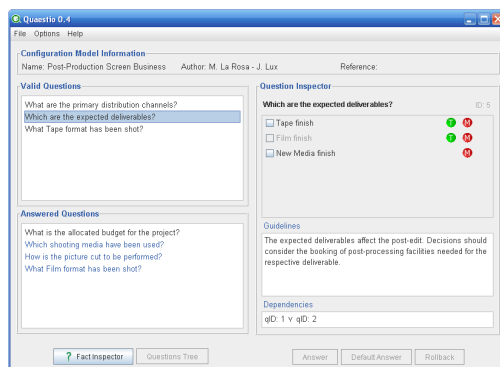 Quaestio 0.4
File Options Help
Configuration Model Information
Name: Post-Production Screen Business Author: M. La Rosa - J. Lux Reference:
Valid Questions
What are the primary distribution channels?
Which are the expected deliverables?
What Tape format has been shot?
Answered Questions
What is the allocated budget for the project?
Which shooting media have been used?
How is the picture cut to be performed?
What Film format has been shot?
Question Inspector
Which are the expected deliverables? ID: 5
Tape finish T M
Film finish T M
New Media finish M
Guidelines
The expected deliverables affect the post-edit. Decisions should
consider the booking of post-processing facilities needed for the
respective deliverable.
Dependencies
qID: 1 ∨ qID: 2
? Fact Inspector Questions Tree Answer Default Answer Rollback